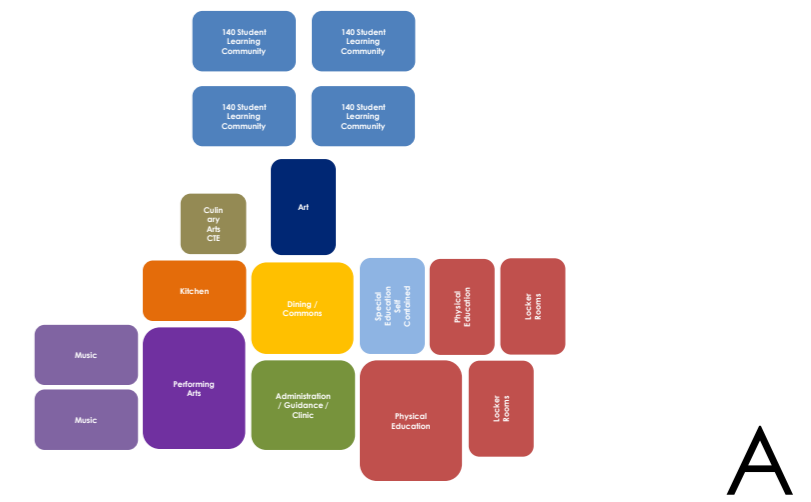 140 Student
Learning
Community
140 Student
Learning
Community
140 Student
Learning
Community
140 Student
Learning
Community
Art
Culin
ary
Arts
CTE
Kitchen
Dining /
Commons
Special
Education
Self
Contained
Physical
Education
Locker
Rooms
Music
Music
Performing
Arts
Administration
/ Guidance /
Clinic
Physical
Education
Locker
Rooms
A